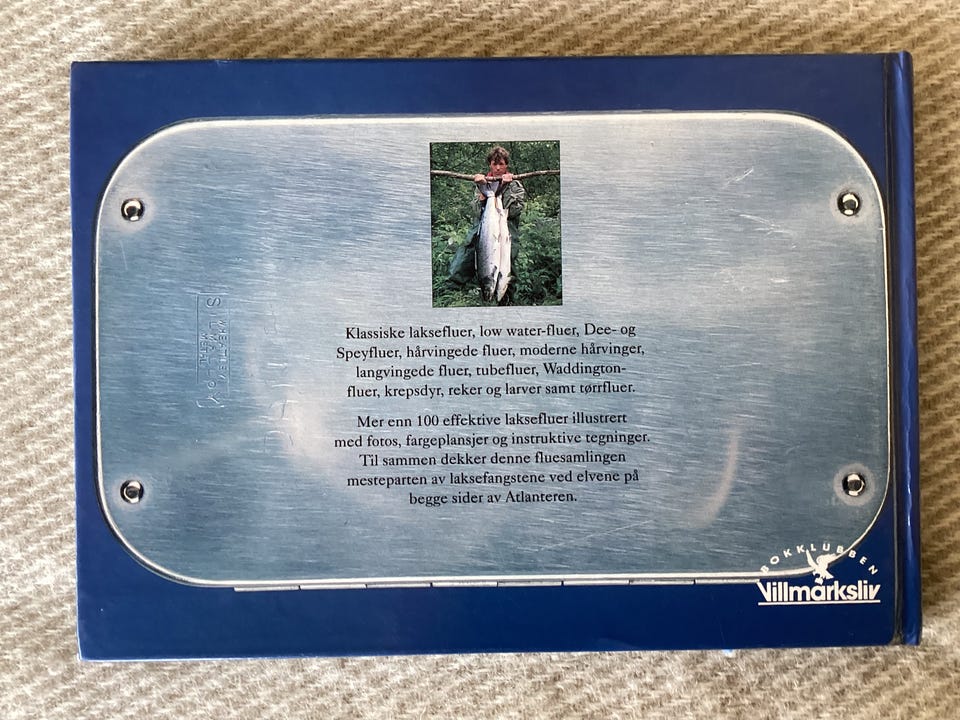 Klassiske laksefluer, low water-fluer, Dee- og
Speyfluer, hårvingede fluer, moderne hårvinger,
langvingede fluer, tubefluer, Waddington-
fluer, krepsdyr, reker og larver samt tørrfluer.
Mer enn 100 effektive laksefluer illustrert
med fotos, fargeplansjer og instruktive tegninger.
Til sammen dekker denne fluesamlingen
mesteparten av laksefangstene ved elvene på
begge sider av Atlanteren.
BOKKLUBBEN
Villmarksliv